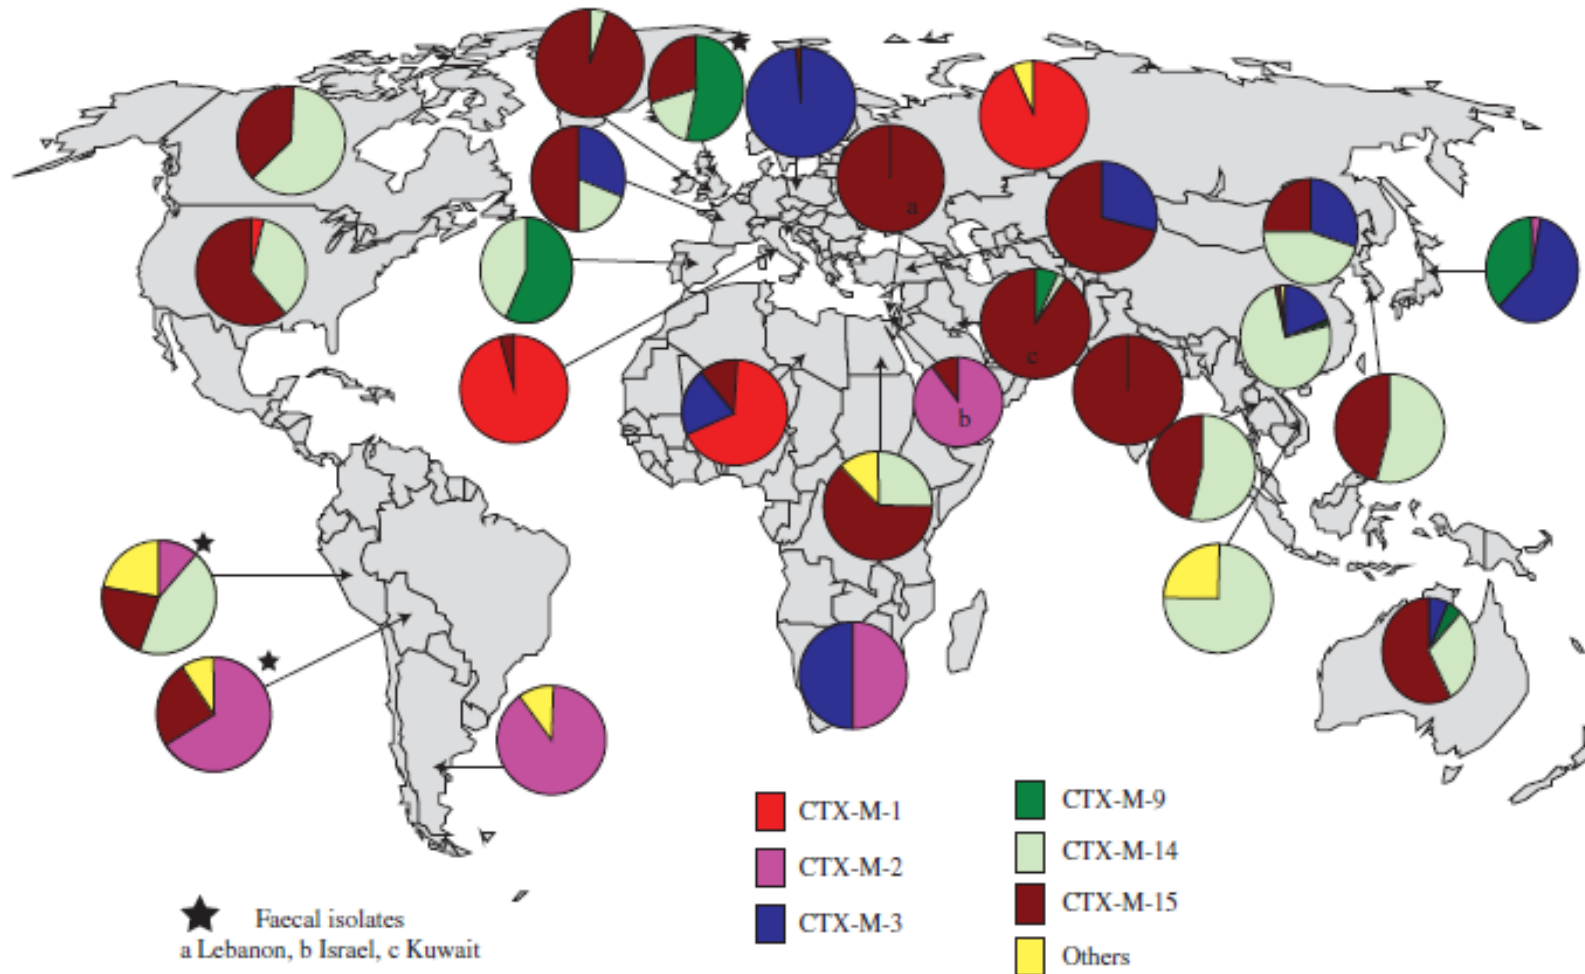 a
c
b
CTX-M-1
CTX-M-2
CTX-M-3
CTX-M-9
CTX-M-14
CTX-M-15
Others
Faecal isolates
a Lebanon, b Israel, c Kuwait